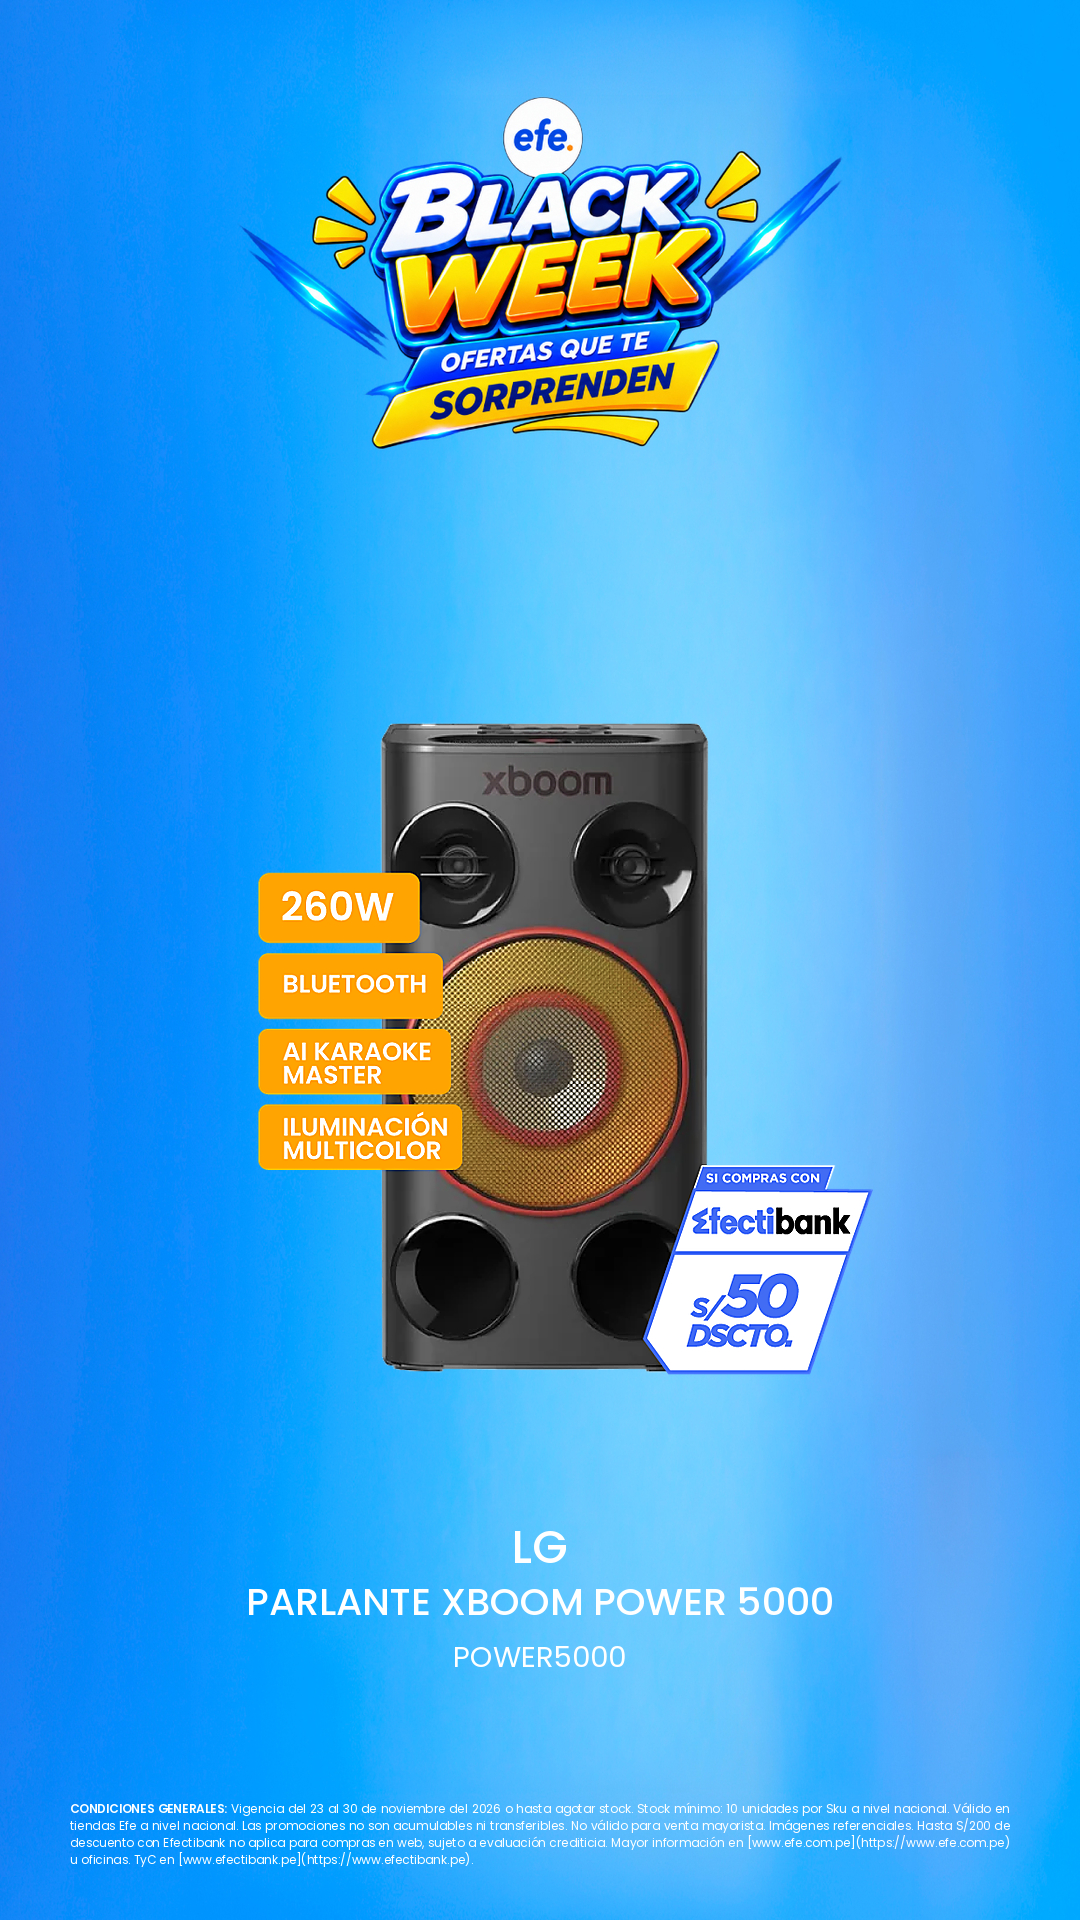 efe.
BLACK
WEEK
OFERTAS QUE TE
SORPRENDEN
xboom
260W
BLUETOOTH
AI KARAOKE
MASTER
ILUMINACIÓN
MULTICOLOR
SI COMPRAS CON
Efectibank
S/50
DSCTO.
LG
PARLANTE XBOOM POWER 5000
POWER5000
CONDICIONES GENERALES: Vigencia del 23 al 30 de noviembre del 2026 o hasta agotar stock. Stock mínimo: 10 unidades por Sku a nivel nacional. Válido en
tiendas Efe a nivel nacional. Las promociones no son acumulables ni transferibles. No válido para venta mayorista. Imágenes referenciales. Hasta S/200 de
descuento con Efectibank no aplica para compras en web, sujeto a evaluación crediticia. Mayor información en [www.efe.com.pe](https://www.efe.com.pe)
u oficinas. TyC en [www.efectibank.pe](https://www.efectibank.pe).